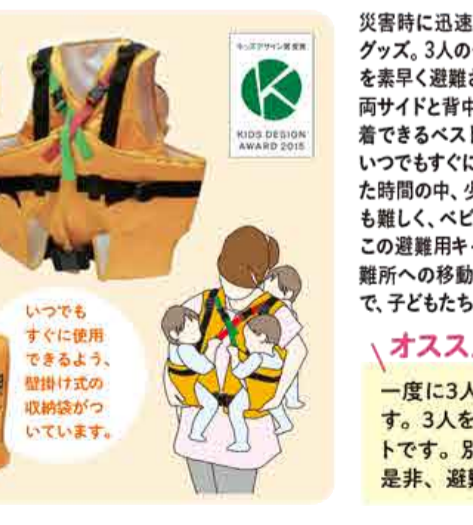 キッズデザイン賞 受賞
KIDS DESIGN
AWARD 2015
いつでも
すぐに使用
できるよう、
壁掛け式の
収納袋がつ
いています。
災害時に迅速
グッズ。3人の
を素早く避難さ
両サイドと背中
着できるベスト
いつでもすぐに
た時間の中、少
も難しく、ベビ
この避難用キャ
難所への移動
で、子どもたち
オスス
一度に3人
す。3人を
トです。別
是非、避難